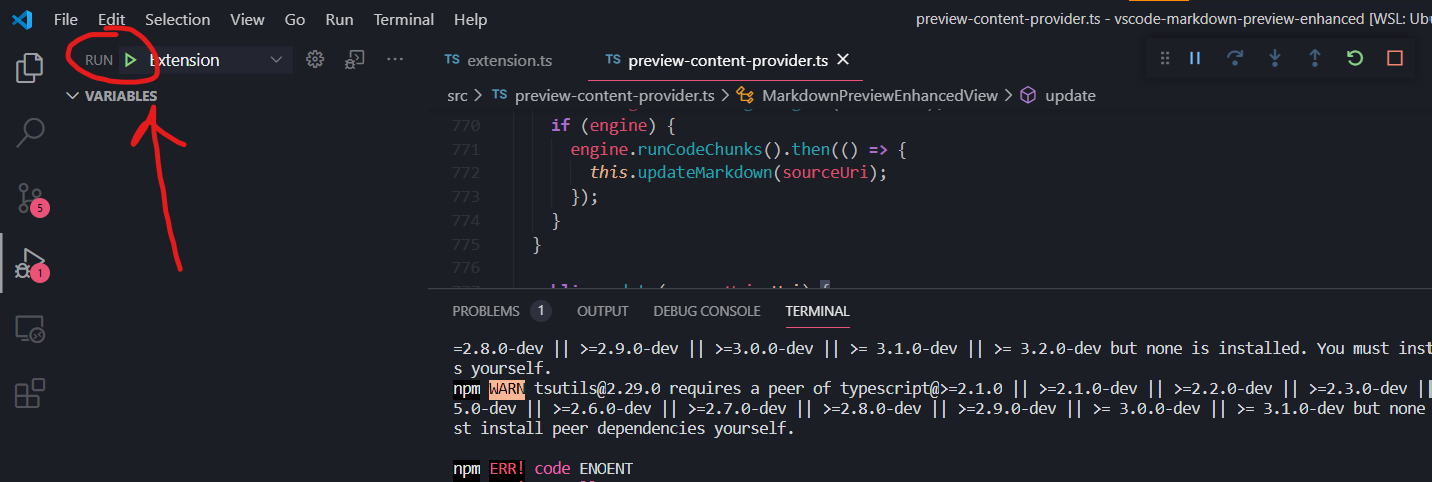 File Edit Selection View Go Run Terminal Help preview-content-provider.ts - vscode-markdown-preview-enhanced [WSL: Ubu
RUN Extension
TS extension.ts TS preview-content-provider.ts
VARIABLES
src > TS preview-content-provider.ts > MarkdownPreviewEnhancedView > update
770 if (engine) {
771 engine.runCodeChunks().then(() => {
772 this.updateMarkdown(sourceUri);
773 });
774 }
775 }
776
5
1
PROBLEMS 1 OUTPUT DEBUG CONSOLE TERMINAL
=2.8.0-dev || >=2.9.0-dev || >=3.0.0-dev || >= 3.1.0-dev || >= 3.2.0-dev but none is installed. You must inst
s yourself.
npm WARN tsutils@2.29.0 requires a peer of typescript@>=2.1.0 || >=2.1.0-dev || >=2.2.0-dev || >=2.3.0-dev ||
5.0-dev || >=2.6.0-dev || >=2.7.0-dev || >=2.8.0-dev || >=2.9.0-dev || >= 3.0.0-dev || >= 3.1.0-dev but none
st install peer dependencies yourself.
npm ERR! code ENOENT